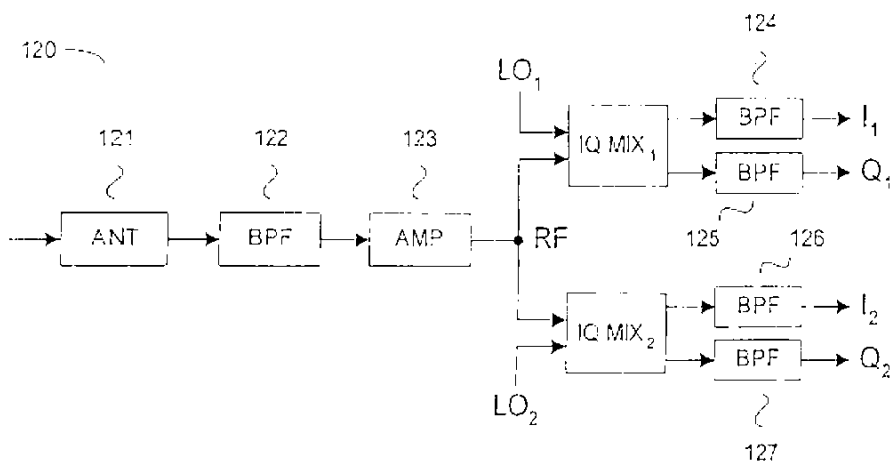 120
121
122
123
124
LO1
IQ MIX1
BPF
I1
BPF
Q1
125
ANT
BPF
AMP
RF
126
IQ MIX2
BPF
I2
BPF
Q2
LO2
127